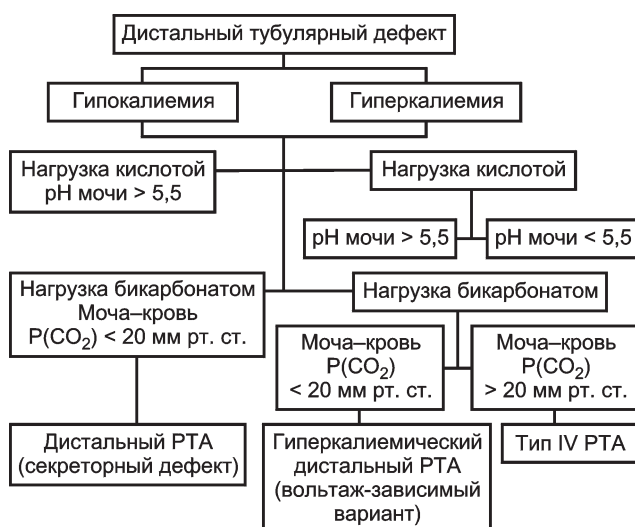 Дистальный тубулярный дефект
Гипокалиемия
Гиперкалиемия
Нагрузка кислотой
pH мочи > 5,5
Нагрузка кислотой
pH мочи > 5,5
pH мочи < 5,5
Нагрузка бикарбонатом
Моча–кровь
P(CO₂) < 20 мм рт. ст.
Нагрузка бикарбонатом
Моча–кровь
P(CO₂)
< 20 мм рт. ст.
Моча–кровь
P(CO₂)
> 20 мм рт. ст.
Дистальный РТА
(секреторный дефект)
Гиперкалиемический
дистальный РТА
(вольтаж-зависимый
вариант)
Тип IV РТА